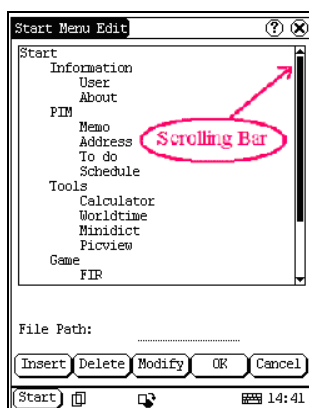 Start Menu Edit
Start
Information
User
About
PIM
Memo
Address
To do
Schedule
Scrolling Bar
Tools
Calculator
Worldtime
Minidict
Picview
Game
FIR
File Path:
Insert Delete Modify OK Cancel
Start 14:41